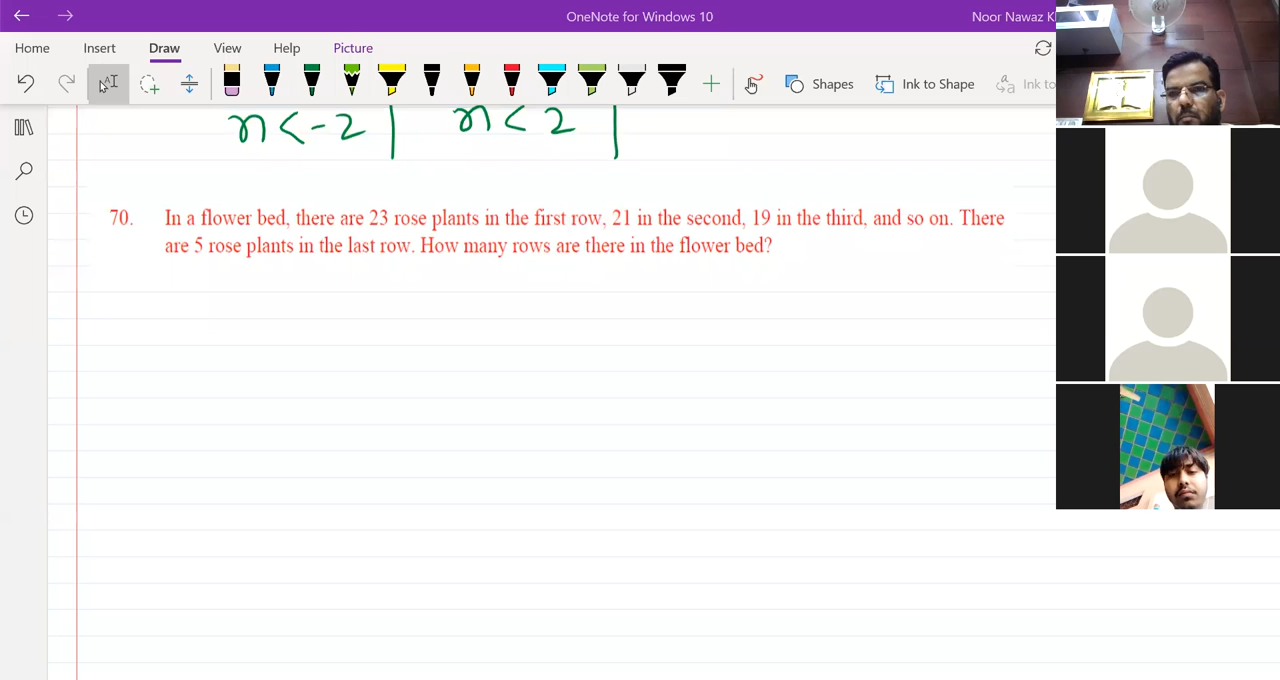 OneNote for Windows 10
Noor Nawaz K
Home Insert Draw View Help Picture
Shapes Ink to Shape Ink to
n < -2 | n < 2 |
70. In a flower bed, there are 23 rose plants in the first row, 21 in the second, 19 in the third, and so on. There
are 5 rose plants in the last row. How many rows are there in the flower bed?